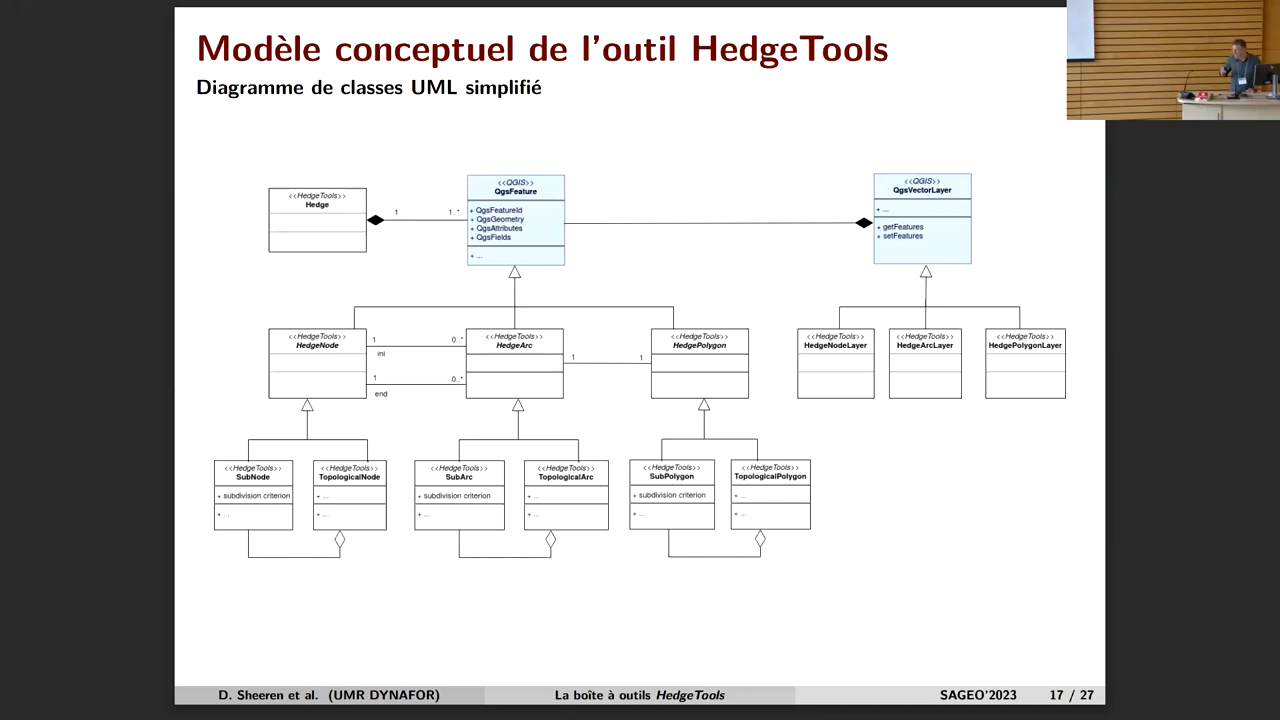 Modèle conceptuel de l'outil HedgeTools
Diagramme de classes UML simplifié
<<HedgeTools>>
Hedge
1
1..*
<<QGIS>>
QgsFeature
+ QgsFeatureId
+ QgsGeometry
+ QgsAttributes
+ QgsFields
+ ...
<<QGIS>>
QgsVectorLayer
+ ...
+ getFeatures
+ setFeatures
<<HedgeTools>>
HedgeNode
1
0..*
ini
1
0..*
end
<<HedgeTools>>
HedgeArc
1
1
<<HedgeTools>>
HedgePolygon
<<HedgeTools>>
HedgeNodeLayer
<<HedgeTools>>
HedgeArcLayer
<<HedgeTools>>
HedgePolygonLayer
<<HedgeTools>>
SubNode
+ subdivision criterion
+ ...
<<HedgeTools>>
TopologicalNode
+ ...
+ ...
<<HedgeTools>>
SubArc
+ subdivision criterion
+ ...
<<HedgeTools>>
TopologicalArc
+ ...
+ ...
<<HedgeTools>>
SubPolygon
+ subdivision criterion
+ ...
<<HedgeTools>>
TopologicalPolygon
+ ...
+ ...
D. Sheeren et al. (UMR DYNAFOR)
La boîte à outils HedgeTools
SAGEO'2023
17 / 27